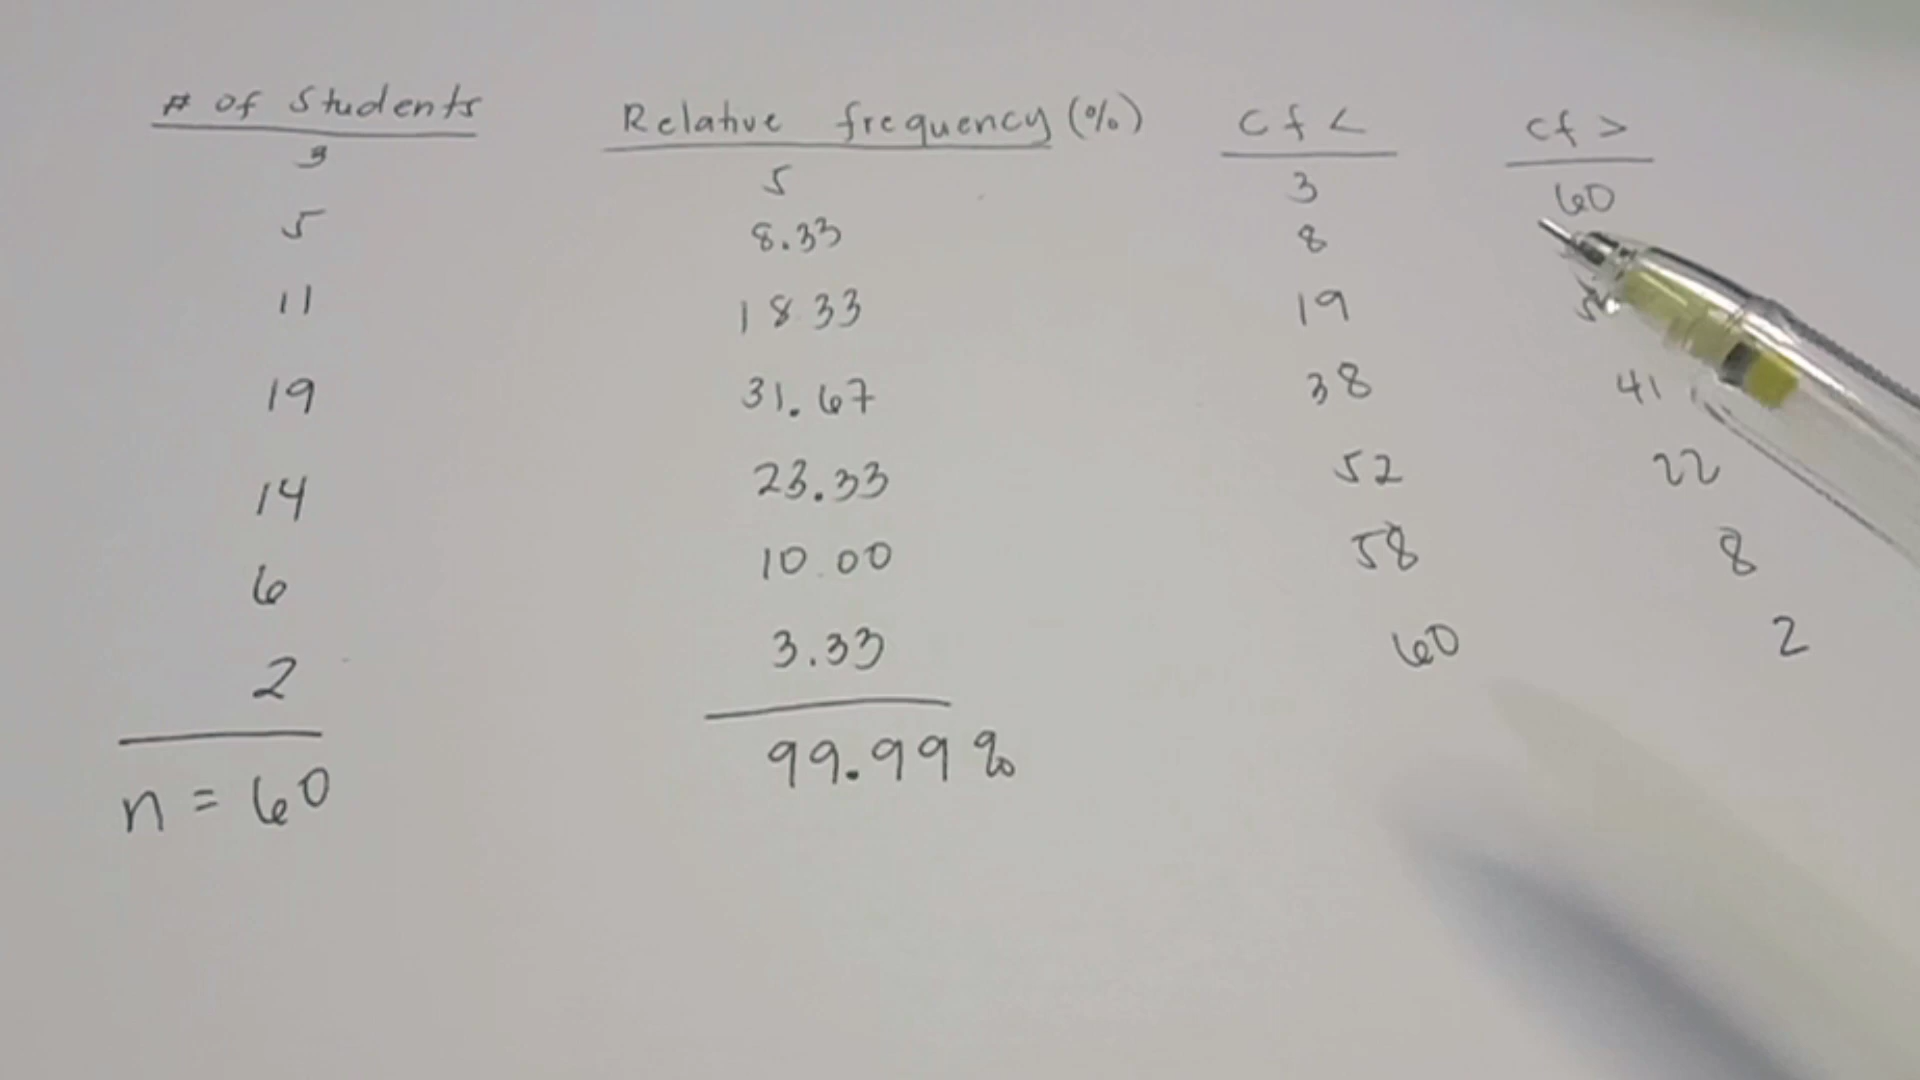 # of Students Relative frequency (%) cf < cf >
3 5 3 60
5 8.33 8
11 18.33 19
19 31.67 38 41
14 23.33 52 22
6 10.00 58 8
2 3.33 60 2
n = 60 99.99%